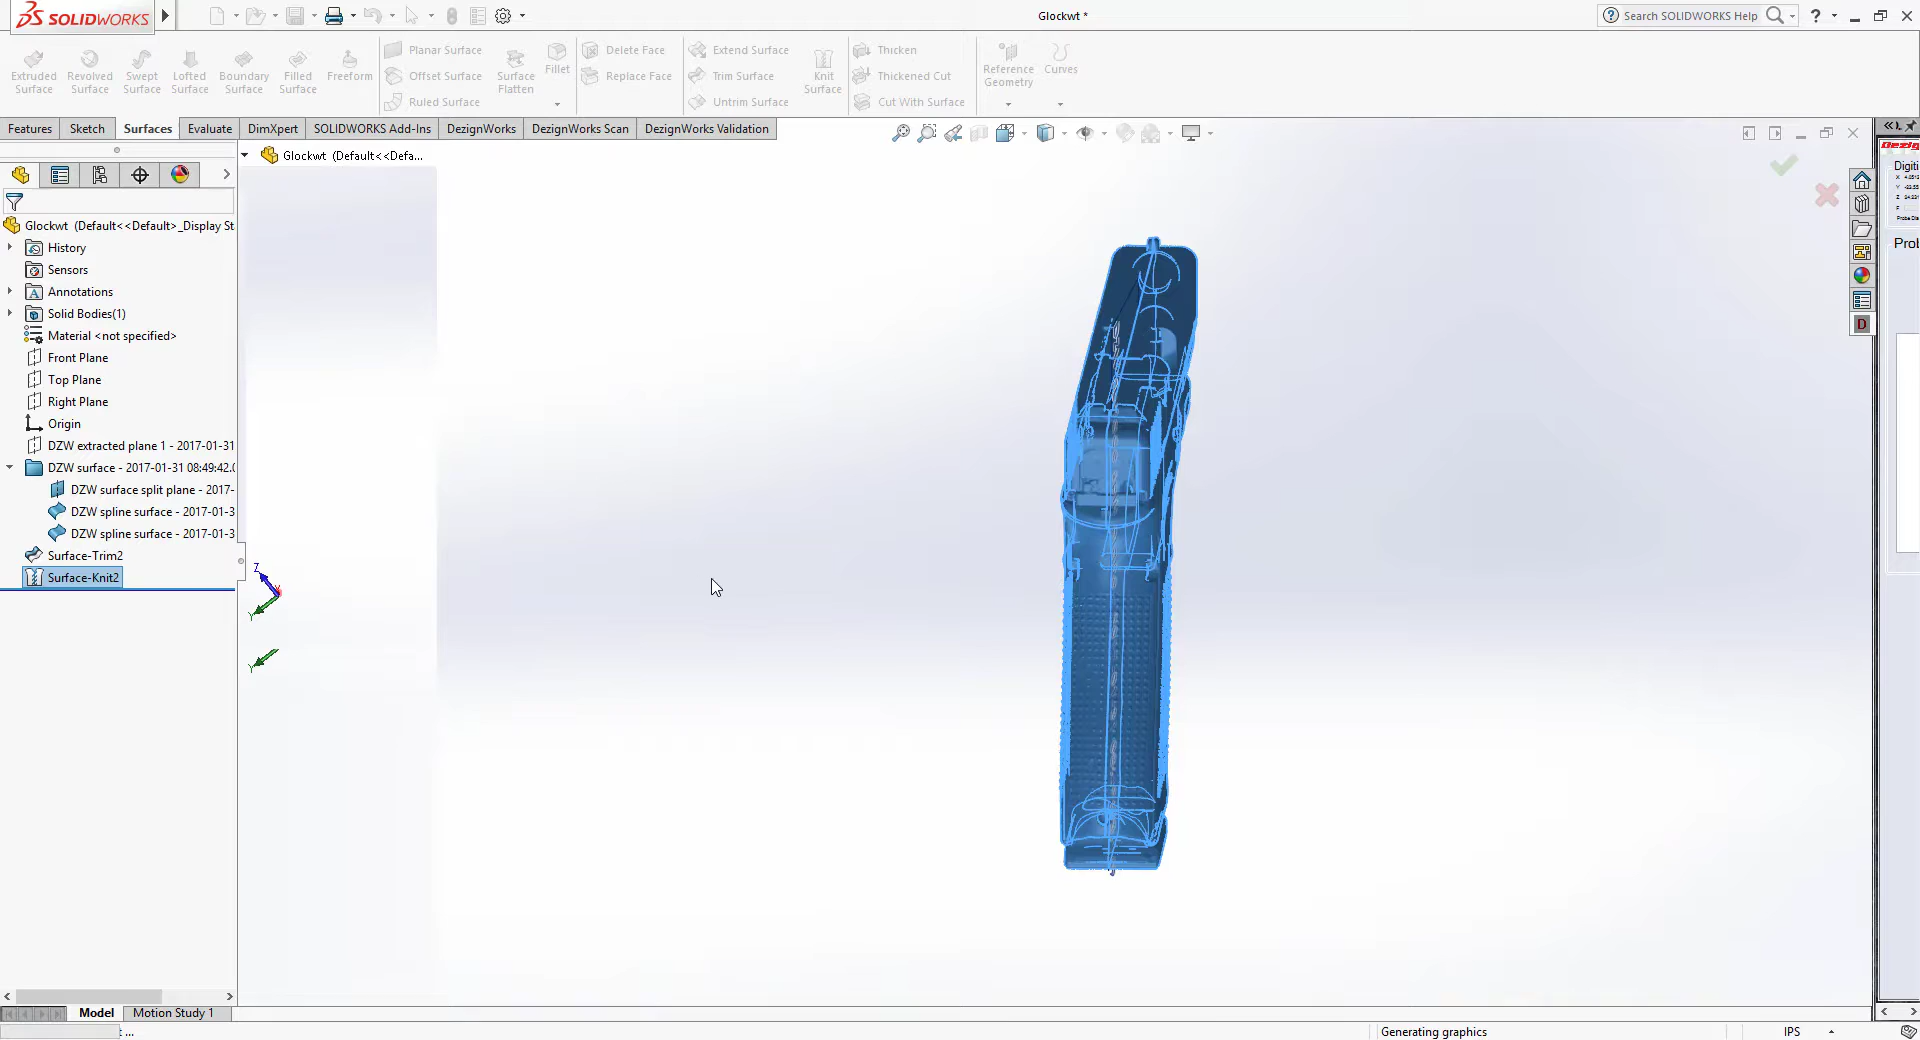 SOLIDWORKS
Glockwt *
Search SOLIDWORKS Help
Extruded Surface
Revolved Surface
Swept Surface
Lofted Surface
Boundary Surface
Filled Surface
Freeform
Planar Surface
Offset Surface
Ruled Surface
Surface Flatten
Fillet
Delete Face
Replace Face
Extend Surface
Trim Surface
Untrim Surface
Knit Surface
Thicken
Thickened Cut
Cut With Surface
Reference Geometry
Curves
Features
Sketch
Surfaces
Evaluate
DimXpert
SOLIDWORKS Add-Ins
DezignWorks
DezignWorks Scan
DezignWorks Validation
Glockwt (Default<<Defa...
Glockwt (Default<<Default>_Display St
History
Sensors
Annotations
Solid Bodies(1)
Material <not specified>
Front Plane
Top Plane
Right Plane
Origin
DZW extracted plane 1 - 2017-01-31
DZW surface - 2017-01-31 08:49:42.
DZW surface split plane - 2017-
DZW spline surface - 2017-01-3
DZW spline surface - 2017-01-3
Surface-Trim2
Surface-Knit2
Z
Y
Y
Dezig
Digiti
X
Y
Z
F
Probe Dia
Prob
D
Model
Motion Study 1
...
Generating graphics
IPS